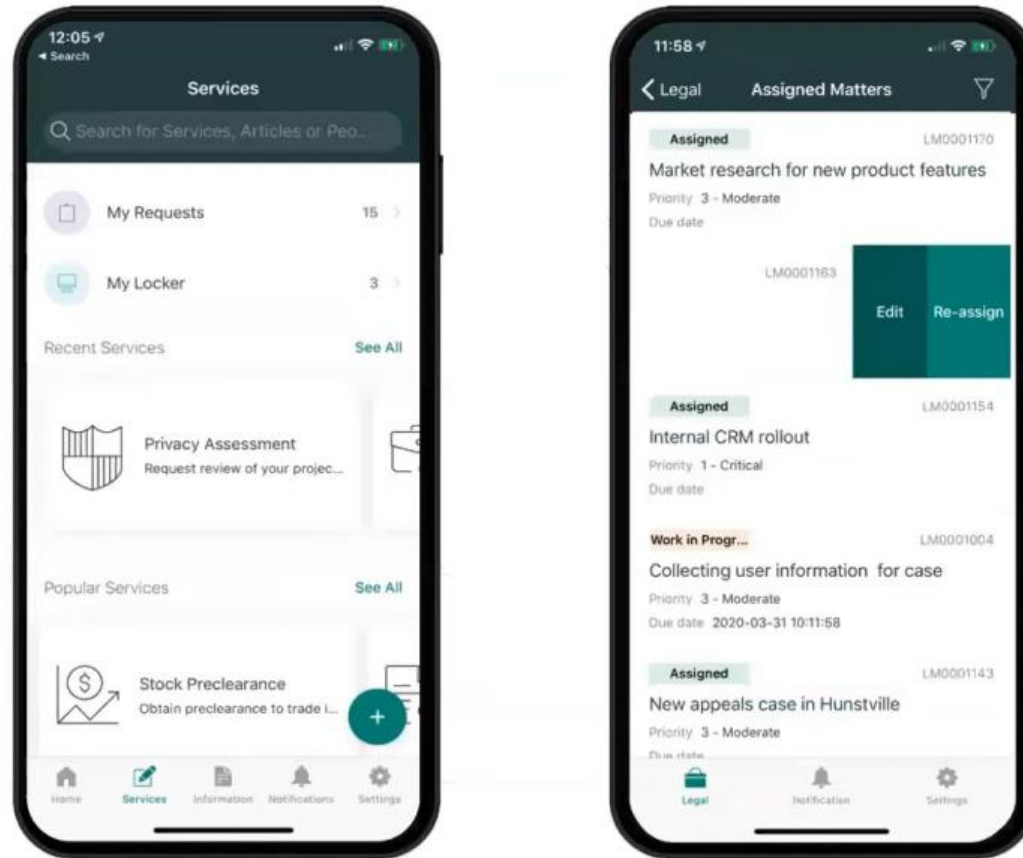 12:05
Search
Services
Search for Services, Articles or Peo...
My Requests 15
My Locker 3
Recent Services See All
Privacy Assessment
Request review of your projec...
Popular Services See All
Stock Preclearance
Obtain preclearance to trade i...
+
Home Services Information Notifications Settings
11:58
Legal Assigned Matters
Assigned LM0001170
Market research for new product features
Priority 3 - Moderate
Due date
LM0001163
Edit Re-assign
Assigned LM0001154
Internal CRM rollout
Priority 1 - Critical
Due date
Work in Progr... LM0001004
Collecting user information for case
Priority 3 - Moderate
Due date 2020-03-31 10:11:58
Assigned LM0001143
New appeals case in Hunstville
Priority 3 - Moderate
Due date
Legal Notification Settings